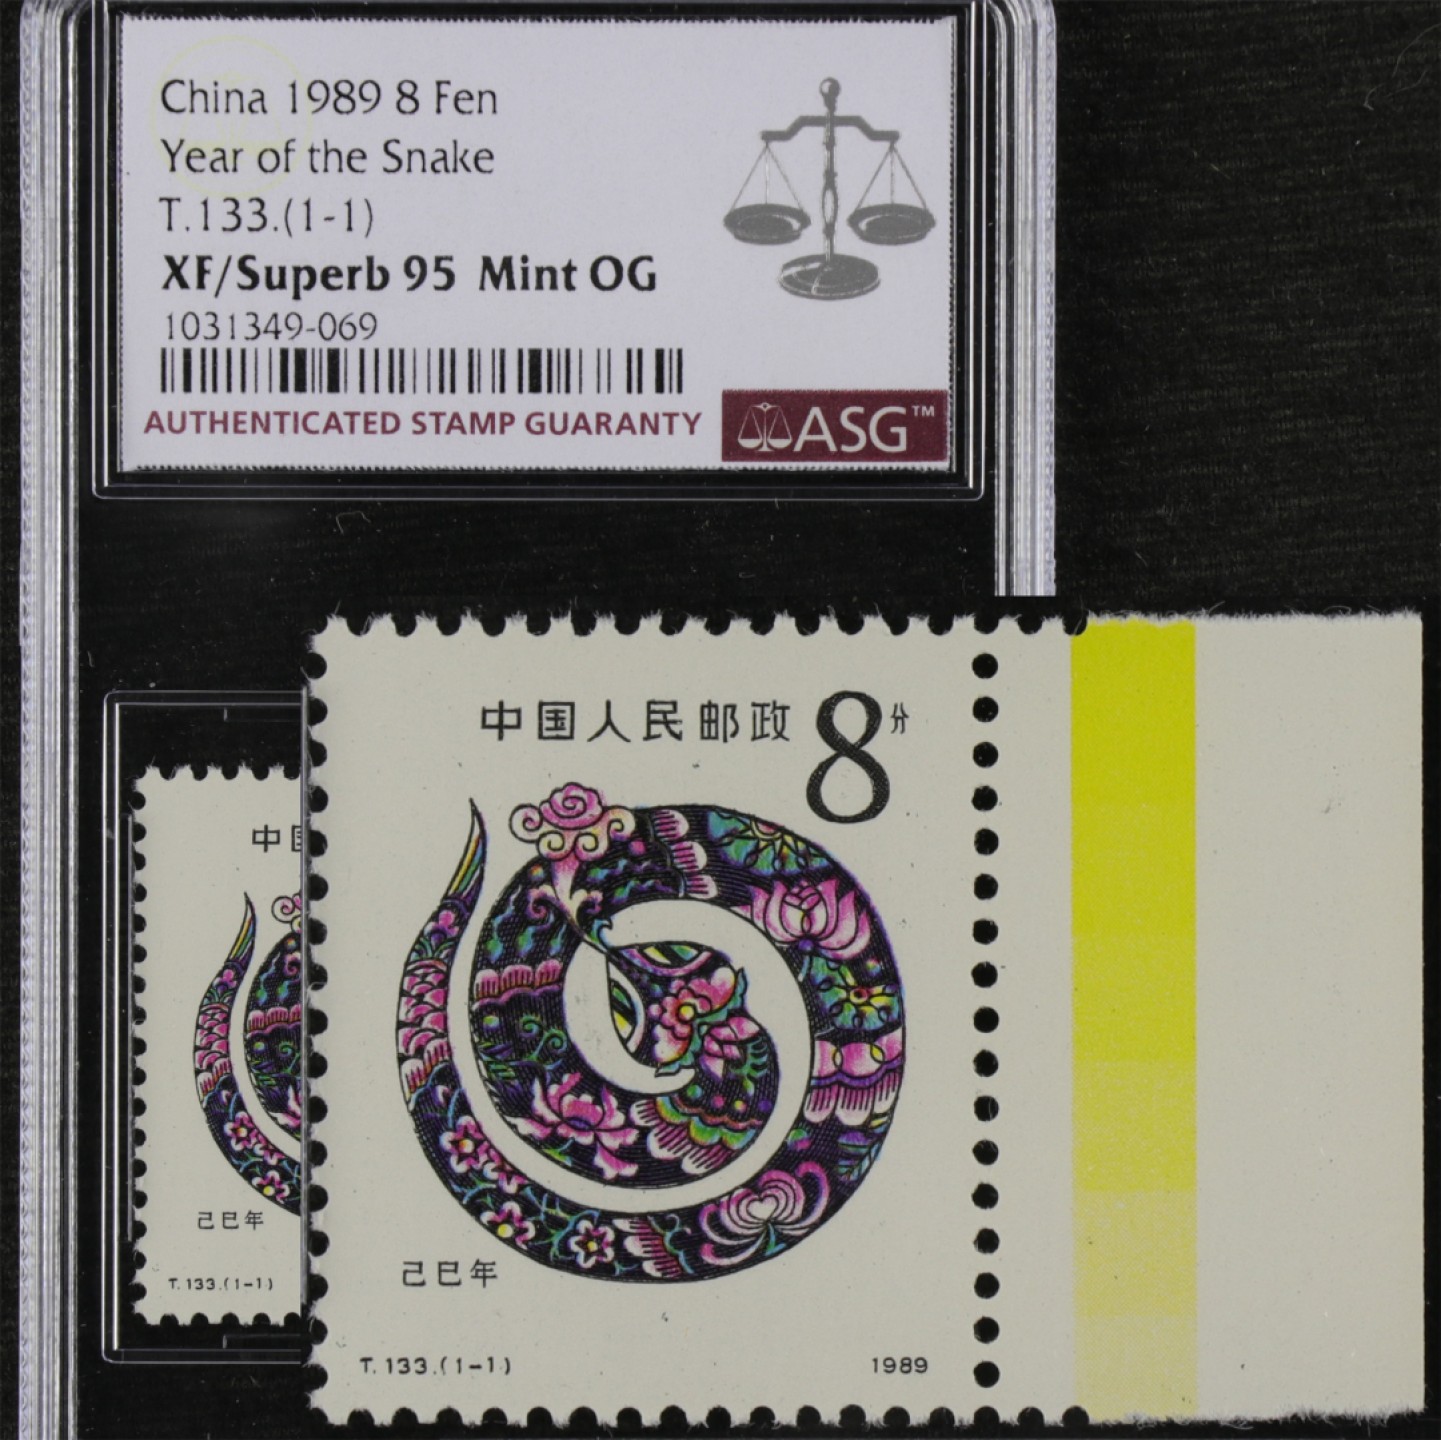 China 1989 8 Fen
Year of the Snake
T.133.(1-1)
XF/Superb 95 Mint OG
1031349-069
AUTHENTICATED STAMP GUARANTY
ASG™
中国人民邮政 8分
己巳年
T.133.(1-1)
1989
中国
己巳年
T.133.(1-1)